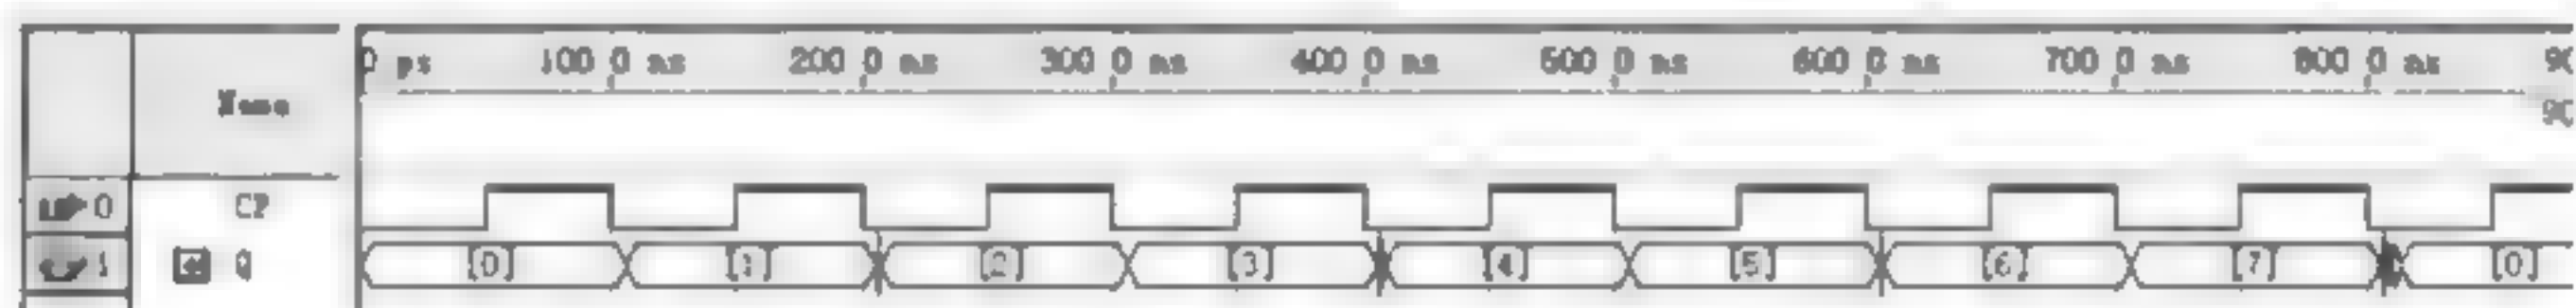 0 ps 100.0 ns 200.0 ns 300.0 ns 400.0 ns 500.0 ns 600.0 ns 700.0 ns 800.0 ns 90
Name
90
0 CP
1 Q [0] [1] [2] [3] [4] [5] [6] [7] [0]